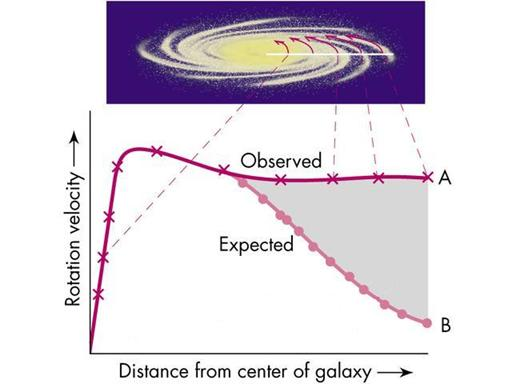 Observed
A
Rotation velocity
Expected
B
Distance from center of galaxy